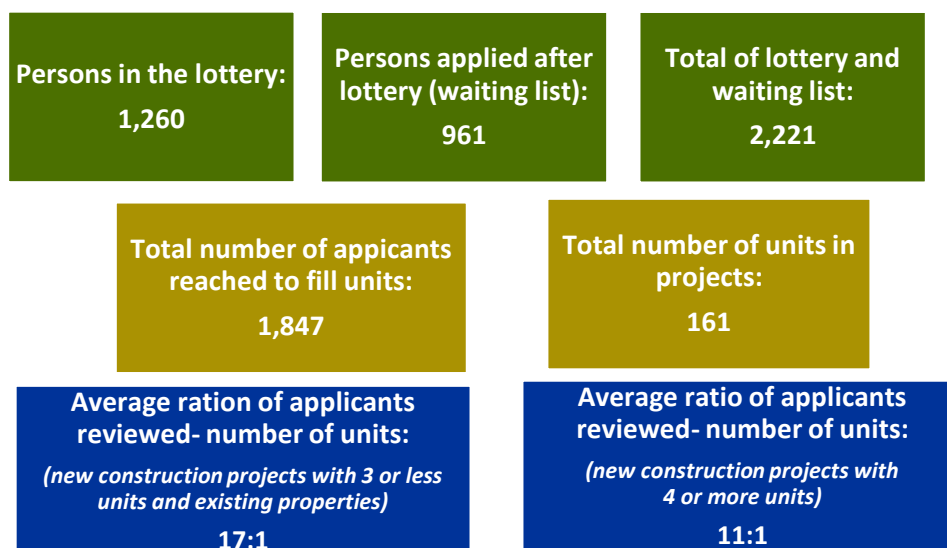 Persons in the lottery:
1,260
Persons applied after
lottery (waiting list):
961
Total of lottery and
waiting list:
2,221
Total number of appicants
reached to fill units:
1,847
Total number of units in
projects:
161
Average ration of applicants
reviewed- number of units:
(new construction projects with 3 or less
units and existing properties)
17:1
Average ratio of applicants
reviewed- number of units:
(new construction projects with
4 or more units)
11:1